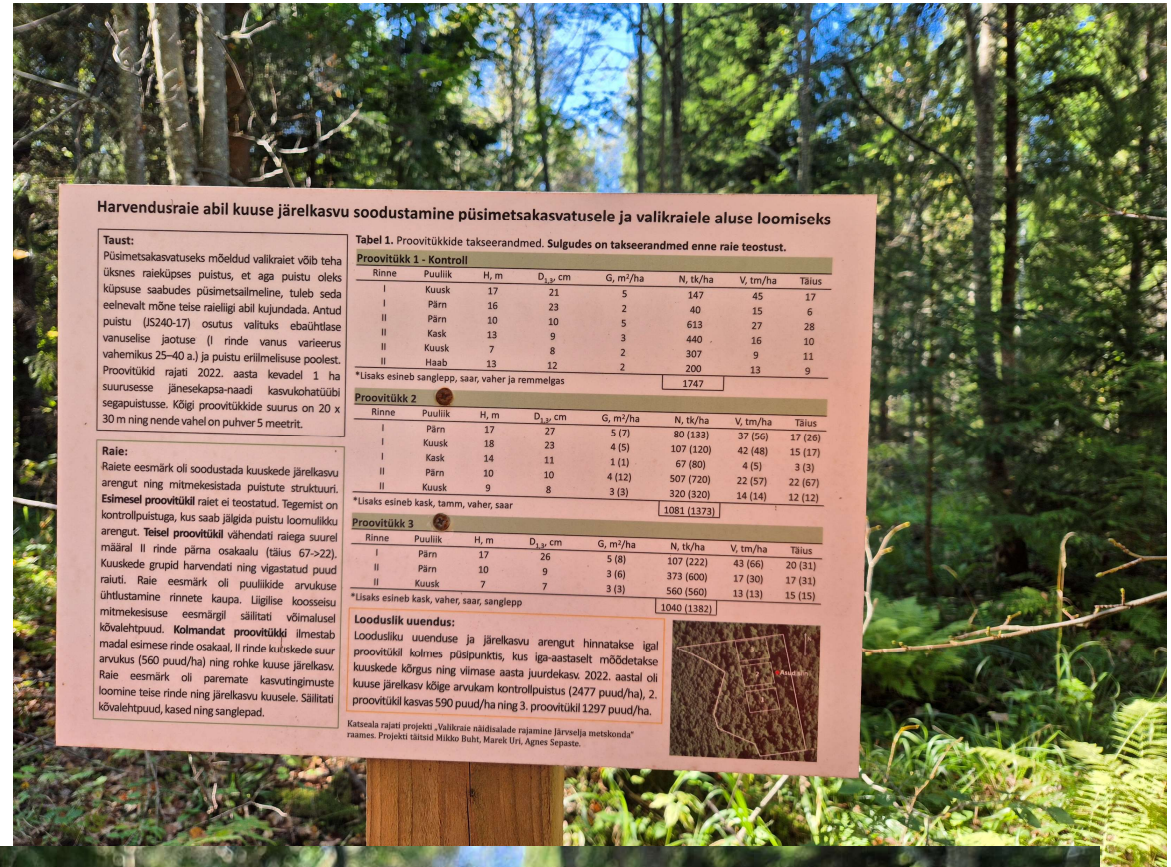 Harvendusraie abil kuuse järelkasvu soodustamine püsimetsakasvatusele ja valikraiele aluse loomiseks
Taust:
Püsimetsakasvatuseks mõeldud valikraiet võib teha
üksnes raieküpses puistus, et aga puistu oleks
küpsuse saabudes püsimetsailmeline, tuleb seda
eelnevalt mõne teise raieliigi abil kujundada. Antud
puistu (JS240-17) osutus valituks ebaühtlase
vanuselise jaotuse (I rinde vanus varieerus
vahemikus 25–40 a.) ja puistu eriilmelisuse poolest.
Proovitükid rajati 2022. aasta kevadel 1 ha
suurusesse jänesekapsa-naadi kasvukohatüübi
segapuistusse. Kõigi proovitükkide suurus on 20 x
30 m ning nende vahel on puhver 5 meetrit.
Raie:
Raiete eesmärk oli soodustada kuuskede järelkasvu
arengut ning mitmekesistada puistute struktuuri.
Esimesel proovitükil raiet ei teostatud. Tegemist on
kontrollpuistuga, kus saab jälgida puistu loomulikku
arengut. Teisel proovitükil vähendati raiega suurel
määral II rinde pärna osakaalu (täius 67->22).
Kuuskede grupid harvendati ning vigastatud puud
raiuti. Raie eesmärk oli puuliikide arvukuse
ühtlustamine rinnete kaupa. Liigilise koosseisu
mitmekesisuse eesmärgil säilitati võimalusel
kõvalehtpuud. Kolmandat proovitükki ilmestab
madal esimese rinde osakaal, II rinde kuuskede suur
arvukus (560 puud/ha) ning rohke kuuse järelkasv.
Raie eesmärk oli paremate kasvutingimuste
loomine teise rinde ning järelkasvu kuusele. Säilitati
kõvalehtpuud, kased ning sanglepad.
Tabel 1. Proovitükkide takseerandmed. Sulgudes on takseerandmed enne raie teostust.
Proovitükk 1 - Kontroll
Rinne Puuliik H, m D1,3, cm G, m²/ha N, tk/ha V, tm/ha Täius
I Kuusk 17 21 5 147 45 17
I Pärn 16 23 2 40 15 6
II Pärn 10 10 5 613 27 28
II Kask 13 9 3 440 16 10
II Kuusk 7 8 2 307 9 11
II Haab 13 12 2 200 13 9
*Lisaks esineb sanglepp, saar, vaher ja remmelgas 1747
Proovitükk 2
Rinne Puuliik H, m D1,3, cm G, m²/ha N, tk/ha V, tm/ha Täius
I Pärn 17 27 5 (7) 80 (133) 37 (56) 17 (26)
I Kuusk 18 23 4 (5) 107 (120) 42 (48) 15 (17)
I Kask 14 11 1 (1) 67 (80) 4 (5) 3 (3)
II Pärn 10 10 4 (12) 507 (720) 22 (57) 22 (67)
II Kuusk 9 8 3 (3) 320 (320) 14 (14) 12 (12)
*Lisaks esineb kask, tamm, vaher, saar 1081 (1373)
Proovitükk 3
Rinne Puuliik H, m D1,3, cm G, m²/ha N, tk/ha V, tm/ha Täius
I Pärn 17 26 5 (8) 107 (222) 43 (66) 20 (31)
II Pärn 10 9 3 (6) 373 (600) 17 (30) 17 (31)
II Kuusk 7 7 3 (3) 560 (560) 13 (13) 15 (15)
*Lisaks esineb kask, vaher, saar, sanglepp 1040 (1382)
Looduslik uuendus:
Loodusliku uuenduse ja järelkasvu arengut hinnatakse igal
proovitükil kolmes püsipunktis, kus iga-aastaselt mõõdetakse
kuuskede kõrgus ning viimase aasta juurdekasv. 2022. aastal oli
kuuse järelkasv kõige arvukam kontrollpuistus (2477 puud/ha), 2.
proovitükil kasvas 590 puud/ha ning 3. proovitükil 1297 puud/ha.
Katseala rajati projekti „Valikraie näidisalade rajamine Järvselja metskonda"
raames. Projekti täitsid Mikko Buht, Marek Uri, Agnes Sepaste.